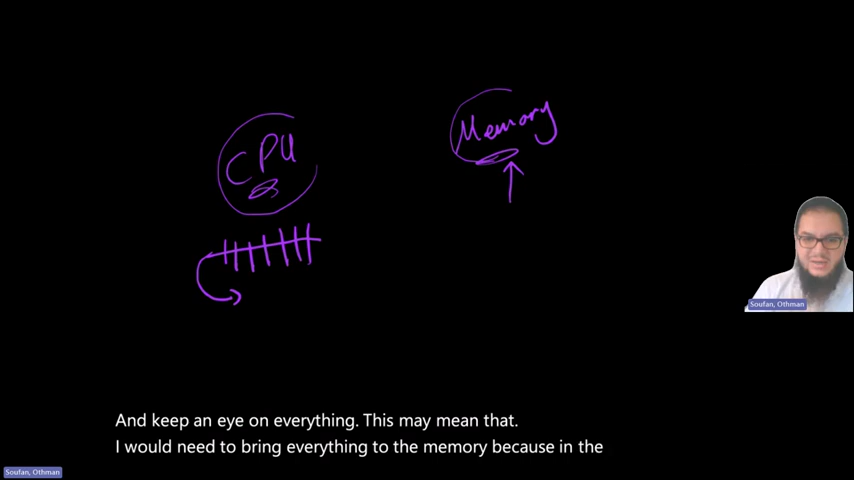 CPU
Memory
Soufan, Othman
And keep an eye on everything. This may mean that.
I would need to bring everything to the memory because in the
Soufan, Othman